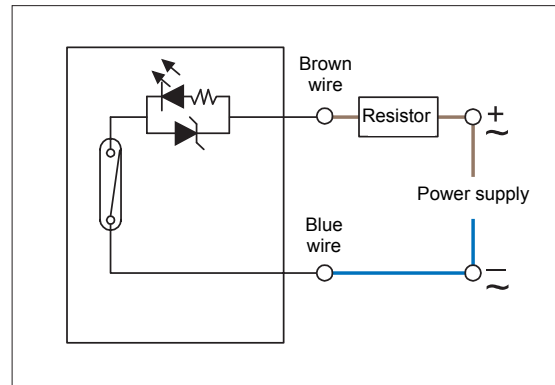 Brown
wire
Resistor
+
~
Power supply
Blue
wire
—
~